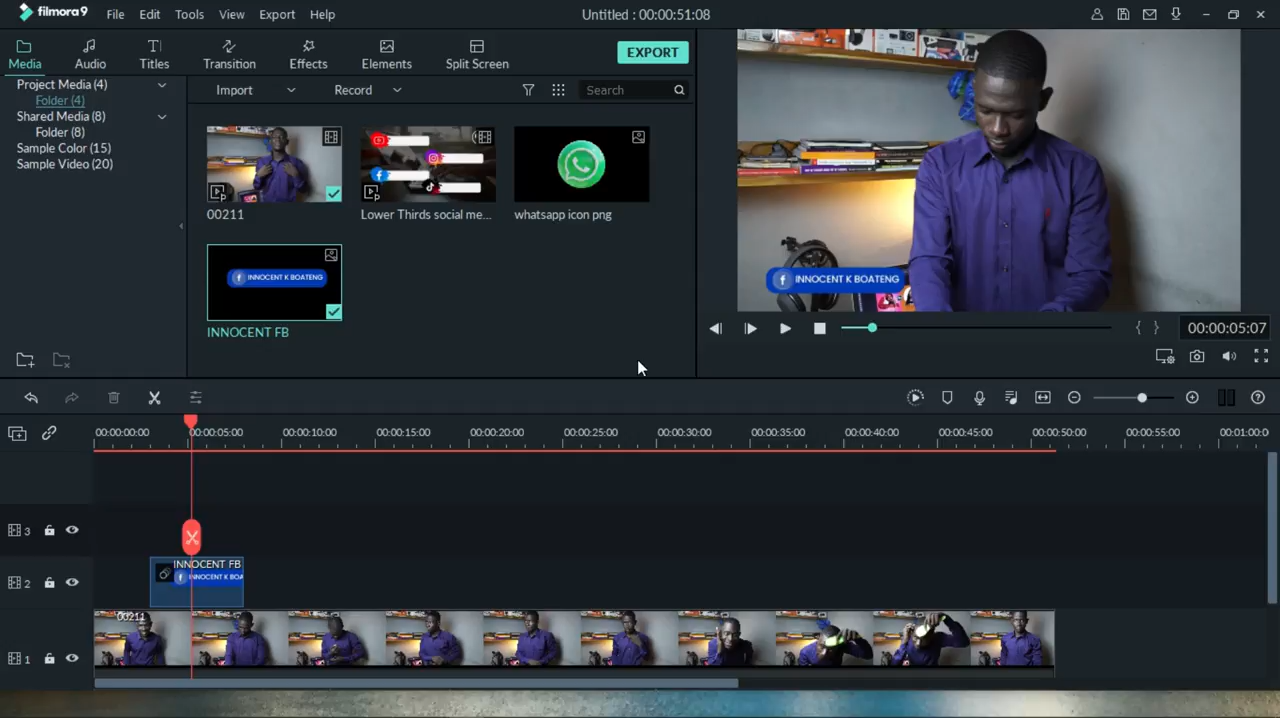 filmora9 File Edit Tools View Export Help Untitled : 00:00:51:08
Media Audio Titles Transition Effects Elements Split Screen EXPORT
Project Media (4)
Folder (4)
Shared Media (8)
Folder (8)
Sample Color (15)
Sample Video (20)
Import Record Search
00211 Lower Thirds social me... whatsapp icon png
INNOCENT K BOATENG
INNOCENT FB
INNOCENT K BOATENG
00:00:05:07
00:00:00:00 00:00:05:00 00:00:10:00 00:00:15:00 00:00:20:00 00:00:25:00 00:00:30:00 00:00:35:00 00:00:40:00 00:00:45:00 00:00:50:00 00:00:55:00 00:01:00:0
3
2
INNOCENT FB
INNOCENT K BOA
1
00211